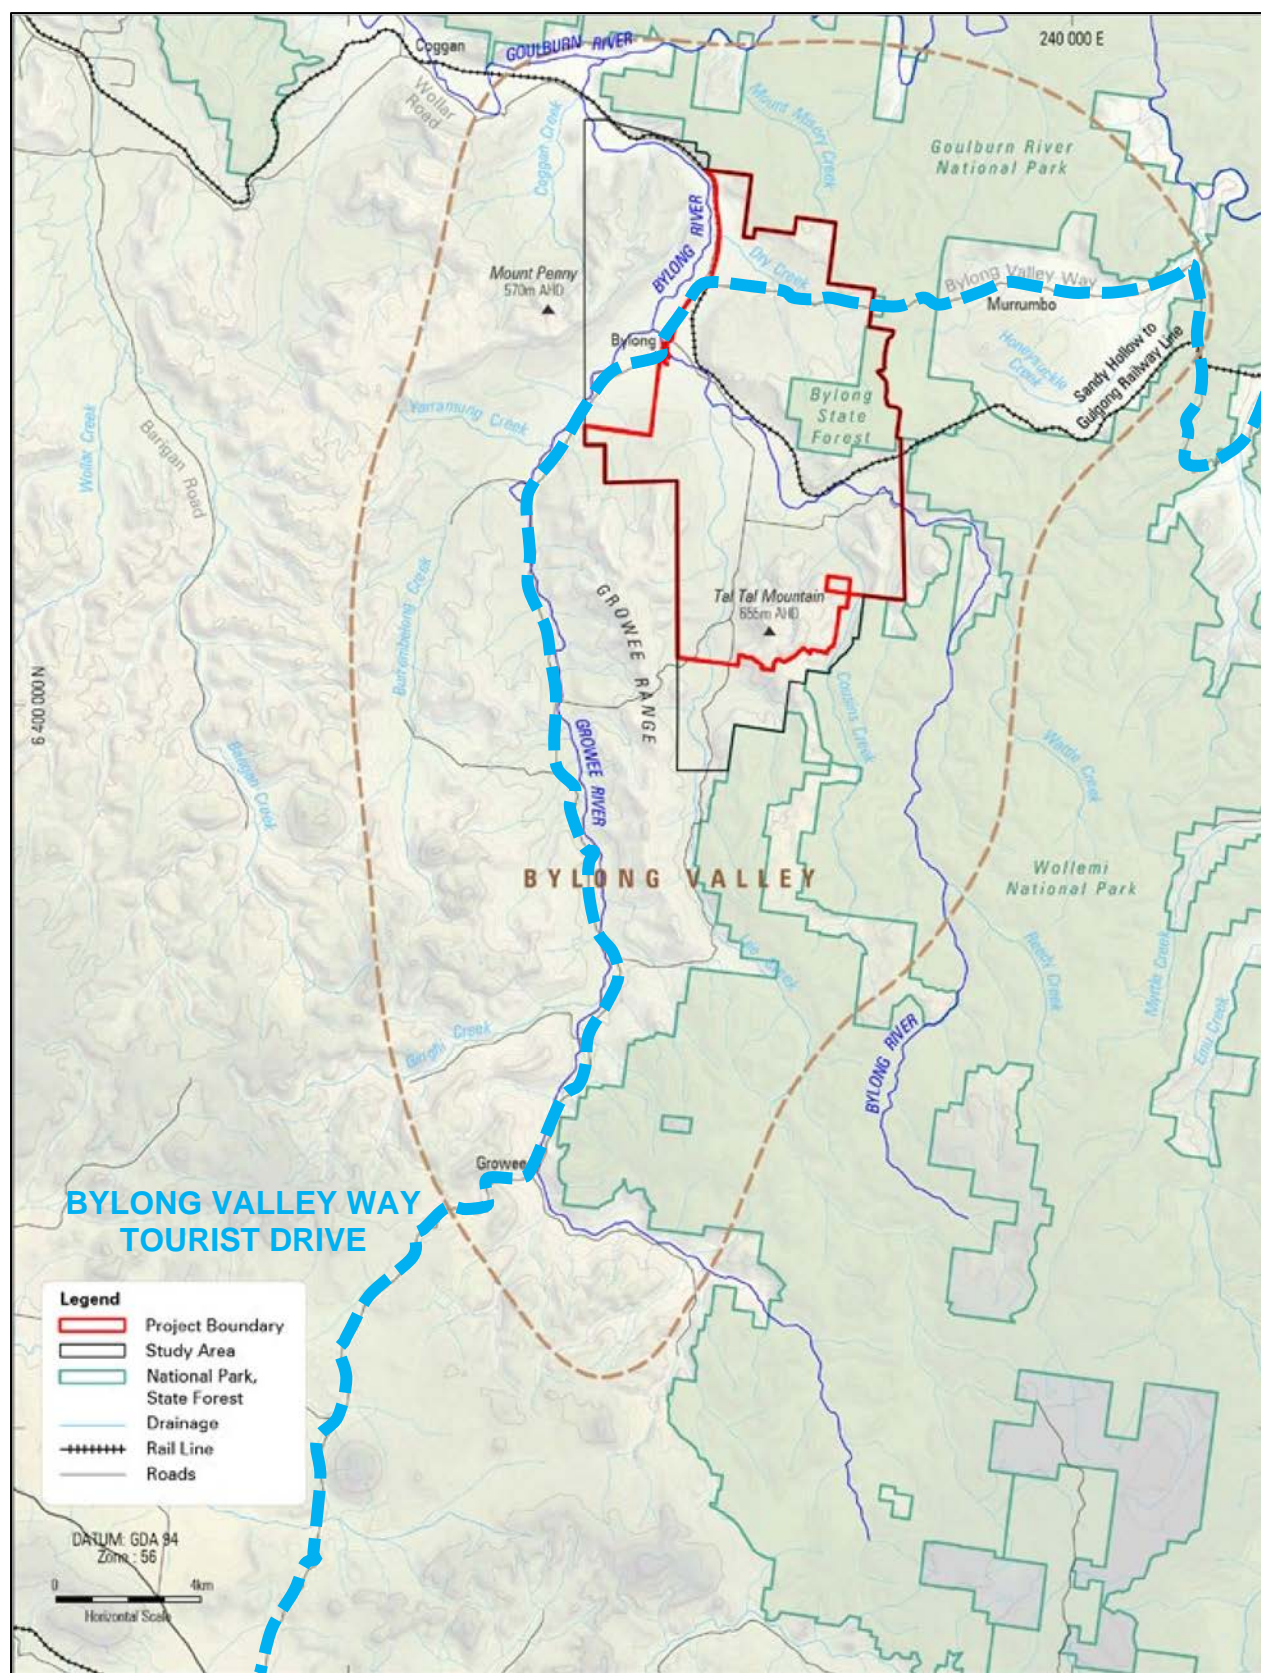 Coggan
GOULBURN RIVER
240 000 E
Wollar
Road
Coggan Creek
Mount Misory Creek
Goulburn River
National Park
BYLONG RIVER
Mount Penny
570m AHD
Dry Creek
Bylong Valley Way
Murrumbo
Bylong
Honeysuckle
Creek
Sandy Hollow to
Gulgong Railway Line
Bylong
State
Forest
Yarramung Creek
Wollar Creek
Barigan Road
Tal Tal Mountain
655m AHD
GROWEE RANGE
Burrumbelong Creek
6 400 000 N
Cousins Creek
Wattle Creek
Barigan Creek
GROWEE RIVER
BYLONG VALLEY
Wollemi
National Park
Lee Creek
Reedy Creek
Myrtle Creek
Emu Creek
BYLONG RIVER
Growee
BYLONG VALLEY WAY
TOURIST DRIVE
Legend
Project Boundary
Study Area
National Park,
State Forest
Drainage
Rail Line
Roads
DATUM: GDA 94
Zone : 56
0 4km
Horizontal Scale